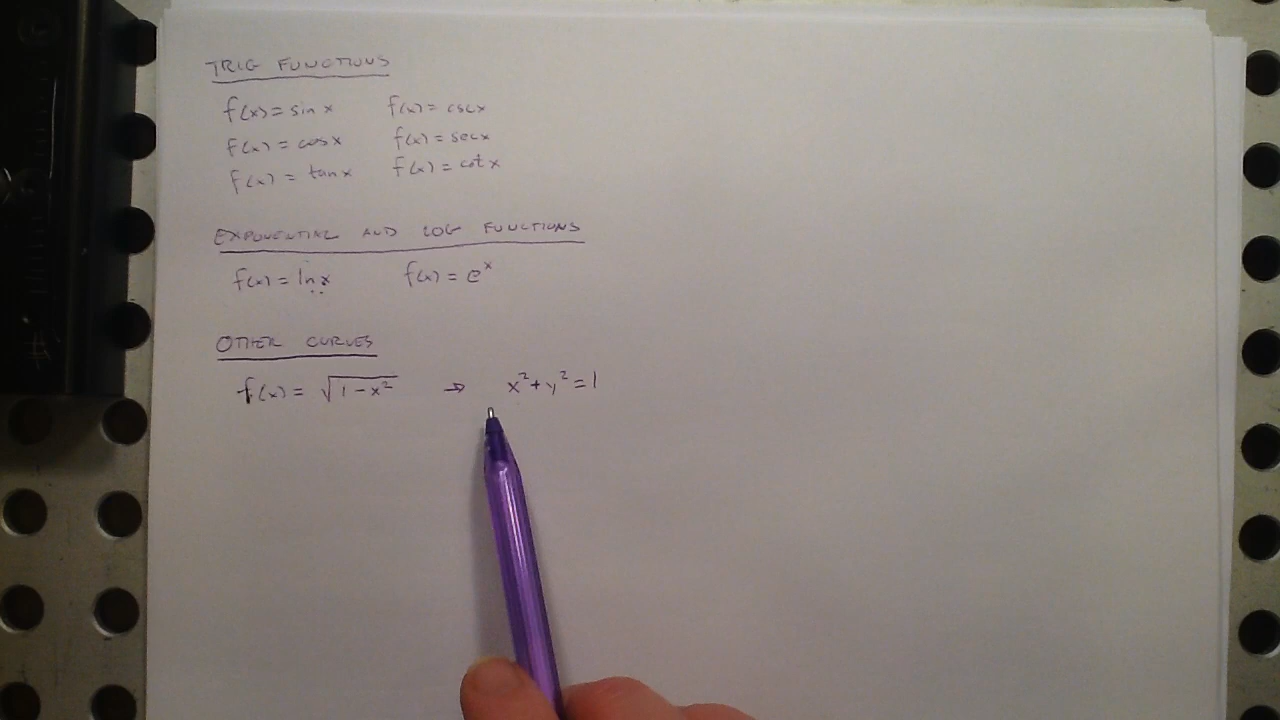 TRIG FUNCTIONS
f(x) = sin x f(x) = csc x
f(x) = cos x f(x) = sec x
f(x) = tan x f(x) = cot x
EXPONENTIAL AND LOG FUNCTIONS
f(x) = ln x f(x) = e^x
OTHER CURVES
f(x) = √(1-x²) → x² + y² = 1